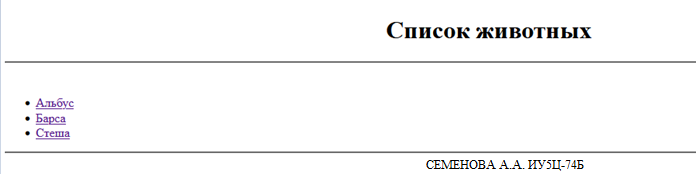 Список животных
Альбус
Барса
Стеша
СЕМЕНОВА А.А. ИУ5Ц-74Б